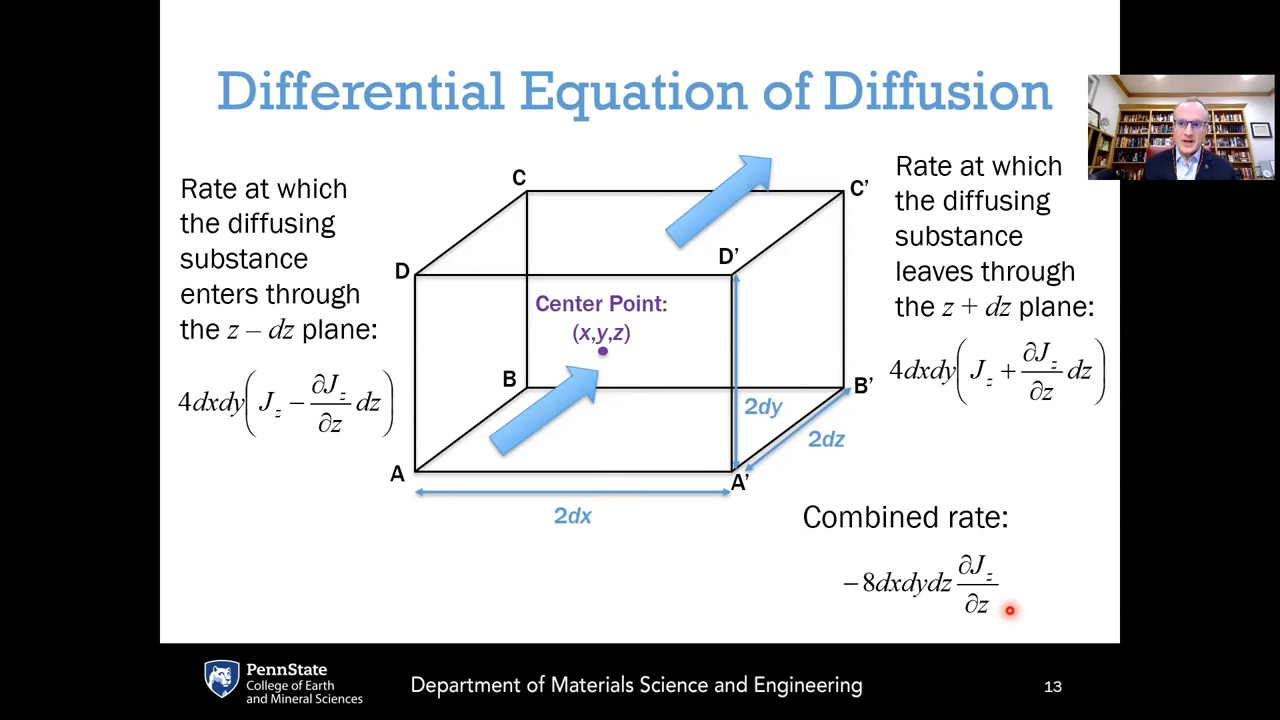 Differential Equation of Diffusion
Rate at which
the diffusing
substance
enters through
the z – dz plane:
4dxdy(J_z − ∂J_z/∂z dz)
C
C'
D
D'
Center Point:
(x,y,z)
B
B'
A
A'
2dy
2dz
2dx
Rate at which
the diffusing
substance
leaves through
the z + dz plane:
4dxdy(J_z + ∂J_z/∂z dz)
Combined rate:
−8dxdydz ∂J_z/∂z
PennState
College of Earth
and Mineral Sciences
Department of Materials Science and Engineering
13